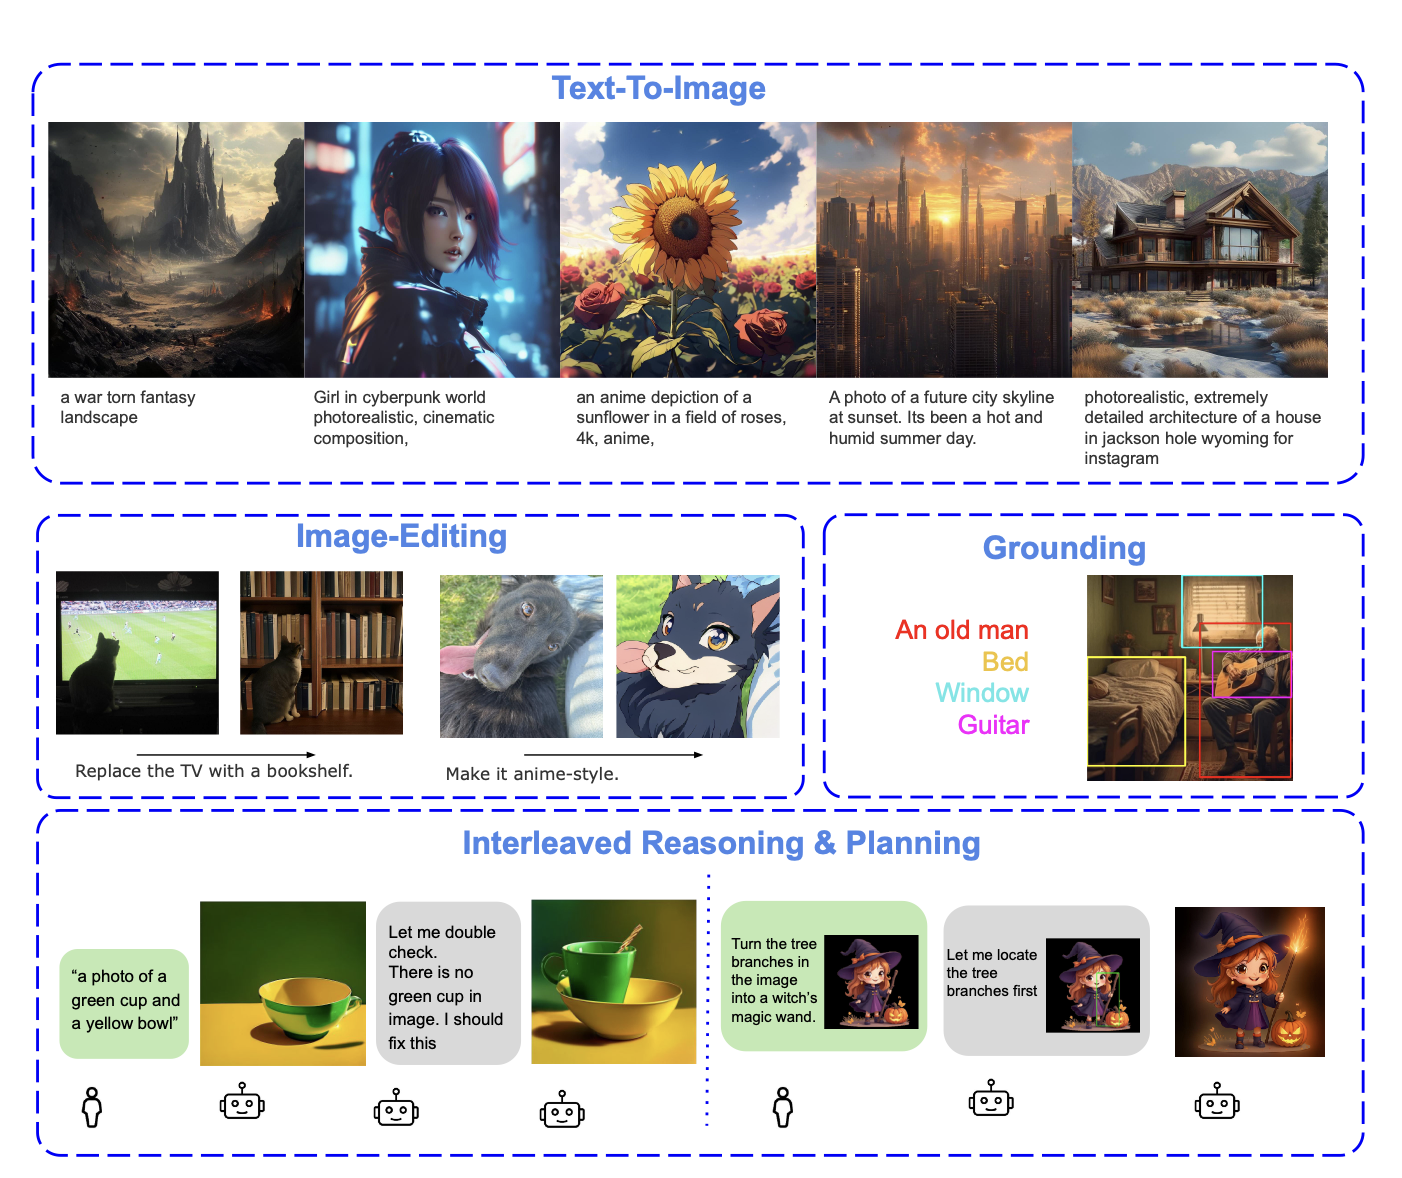 Text-To-Image
a war torn fantasy
landscape
Girl in cyberpunk world
photorealistic, cinematic
composition,
an anime depiction of a
sunflower in a field of roses,
4k, anime,
A photo of a future city skyline
at sunset. Its been a hot and
humid summer day.
photorealistic, extremely
detailed architecture of a house
in jackson hole wyoming for
instagram
Image-Editing
Replace the TV with a bookshelf.
Make it anime-style.
Grounding
An old man
Bed
Window
Guitar
Interleaved Reasoning & Planning
“a photo of a
green cup and
a yellow bowl”
Let me double
check.
There is no
green cup in
image. I should
fix this
Turn the tree
branches in
the image
into a witch’s
magic wand.
Let me locate
the tree
branches first